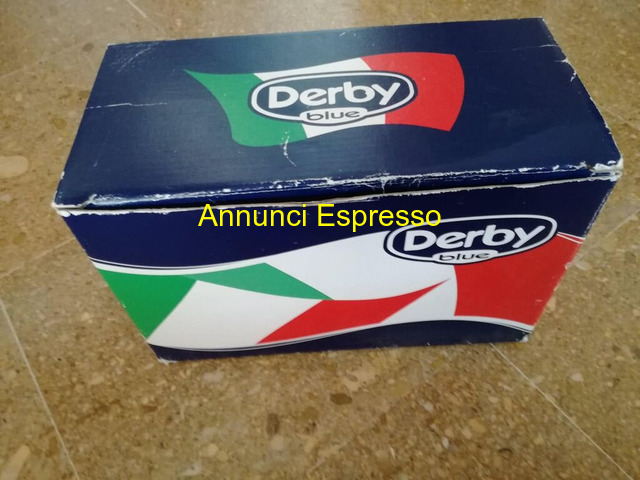 Derby
blue
Annunci Espresso
Derby
blue